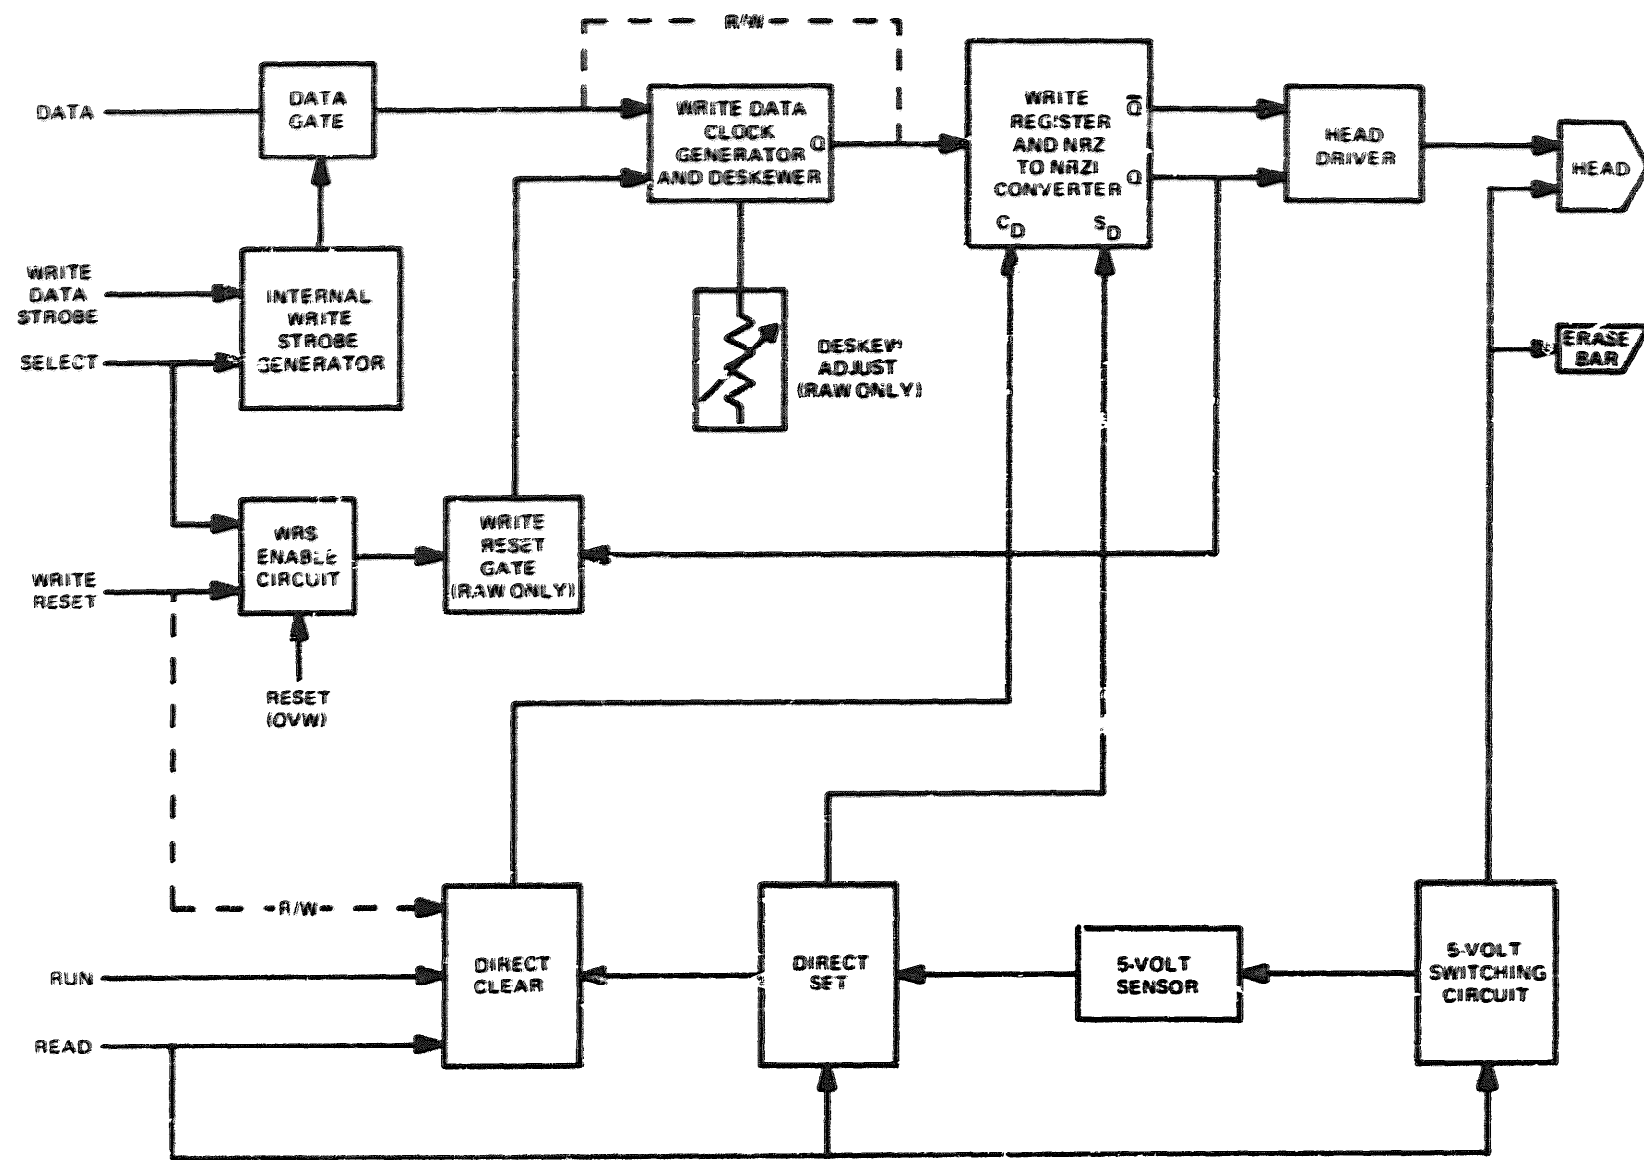 R/W
DATA
DATA
GATE
WRITE DATA
CLOCK
GENERATOR
AND DESKEWER
Q
WRITE
REGISTER
AND NRZ
TO NRZI
CONVERTER
Q̅
Q
C_D
S_D
HEAD
DRIVER
HEAD
WRITE
DATA
STROBE
SELECT
INTERNAL
WRITE
STROBE
GENERATOR
DESKEW
ADJUST
(RAW ONLY)
ERASE
BAR
WRITE
RESET
WRS
ENABLE
CIRCUIT
WRITE
RESET
GATE
(RAW ONLY)
RESET
(OVW)
R/W
RUN
READ
DIRECT
CLEAR
DIRECT
SET
5-VOLT
SENSOR
5-VOLT
SWITCHING
CIRCUIT